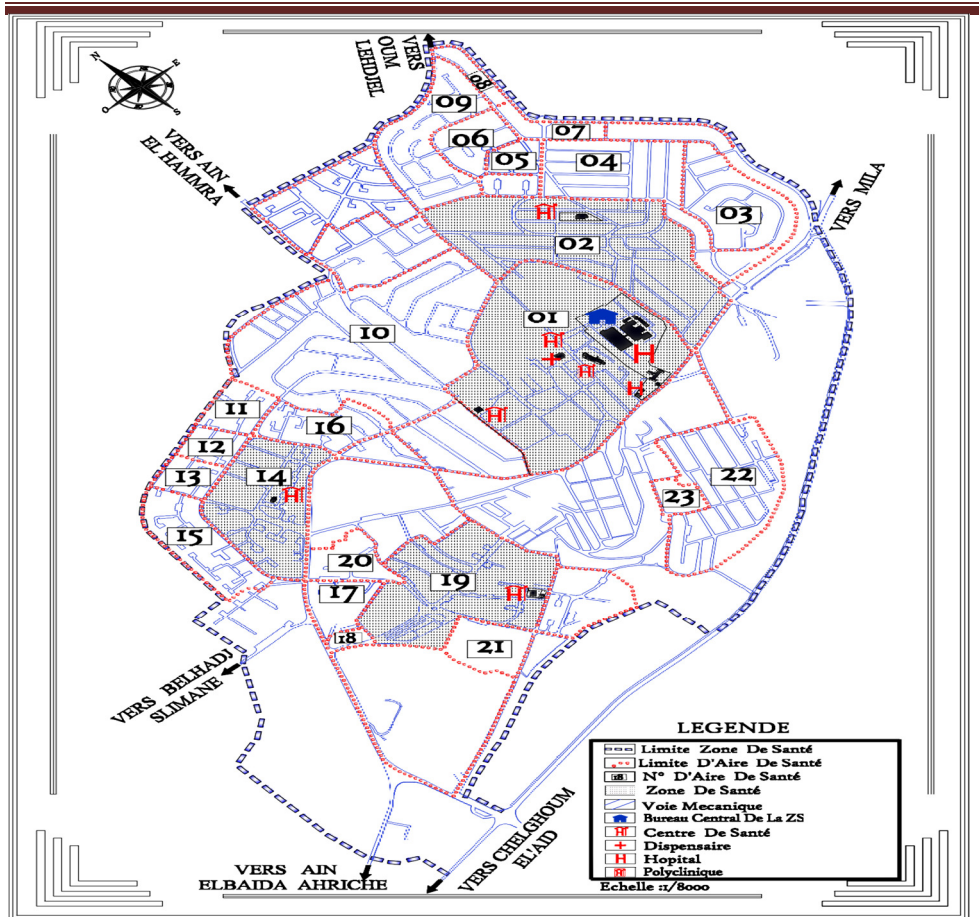 VERS
OUM
LEHDJEL
VERS AIN
EL HAMMRA
VERS MILA
08
09
07
06
05
04
03
02
01
10
11
16
12
13
14
15
22
23
20
19
17
18
21
VERS BELHADJ
SLIMANE
VERS AIN
ELBAIDA AHRICHE
VERS CHELGHOUM
EL'AID
LEGENDE
Limite Zone De Santé
Limite D'Aire De Santé
18 N° D'Aire De Santé
Zone De Santé
Voie Mecanique
Bureau Central De La ZS
Centre De Santé
Dispensaire
H Hopital
Polyclinique
Echelle :1/8000